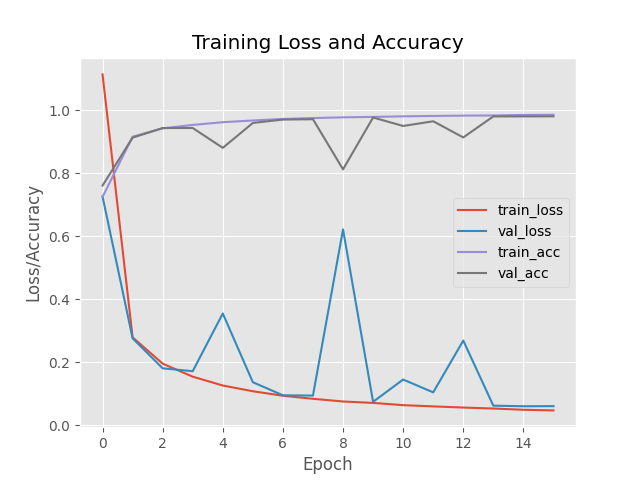 Training Loss and Accuracy
Loss/Accuracy
1.0
0.8
0.6
0.4
0.2
0.0
train_loss
val_loss
train_acc
val_acc
0 2 4 6 8 10 12 14
Epoch